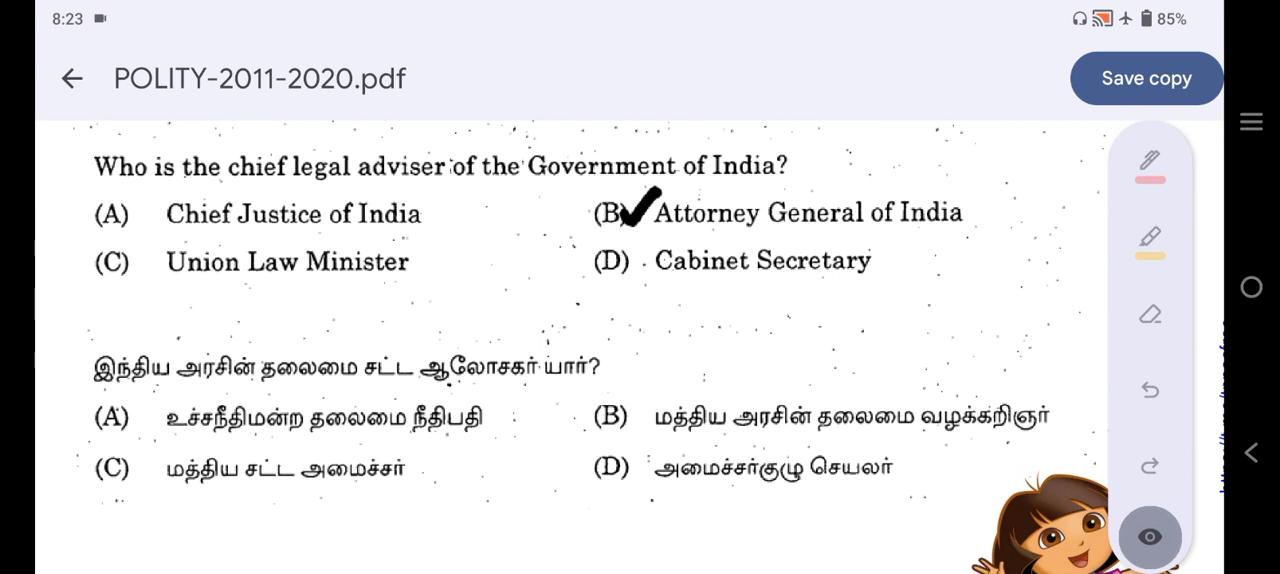 8:23 85%
POLITY-2011-2020.pdf Save copy
Who is the chief legal adviser of the Government of India?
(A) Chief Justice of India (B) Attorney General of India
(C) Union Law Minister (D) Cabinet Secretary
இந்திய அரசின் தலைமை சட்ட ஆலோசகர் யார்?
(A) உச்சநீதிமன்ற தலைமை நீதிபதி (B) மத்திய அரசின் தலைமை வழக்கறிஞர்
(C) மத்திய சட்ட அமைச்சர் (D) அமைச்சர்குழு செயலர்